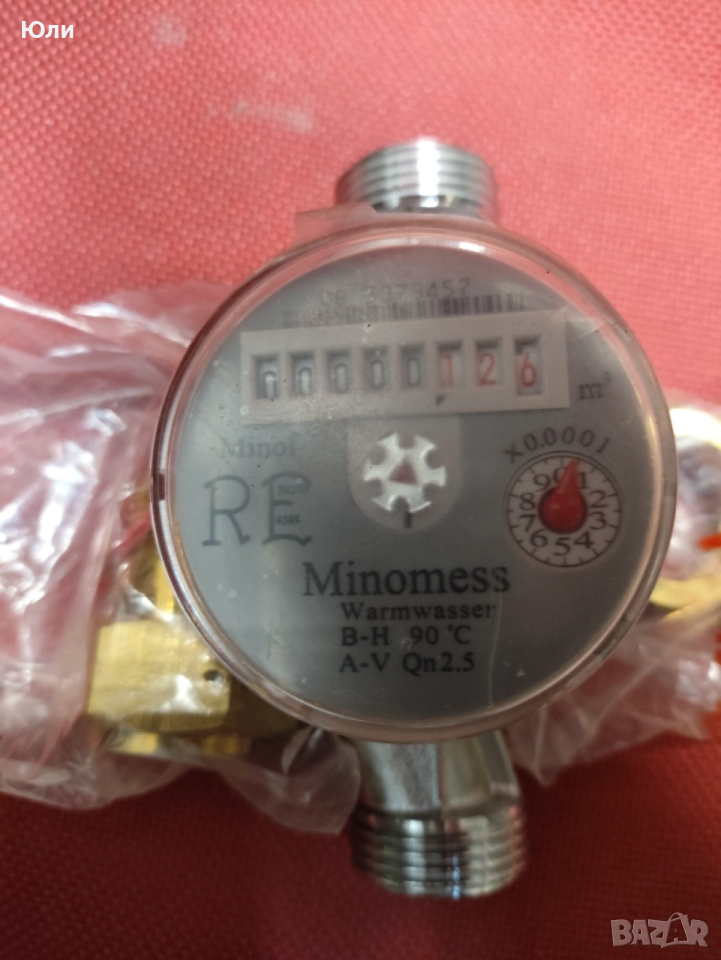 Юли
2378457
00000126 m³
Minol
X0.0001
RE
9 0 1
8 2
7 3
6 5 4
Minomess
Warmwasser
B-H 90 °C
A-V Qn2.5
BAZAR